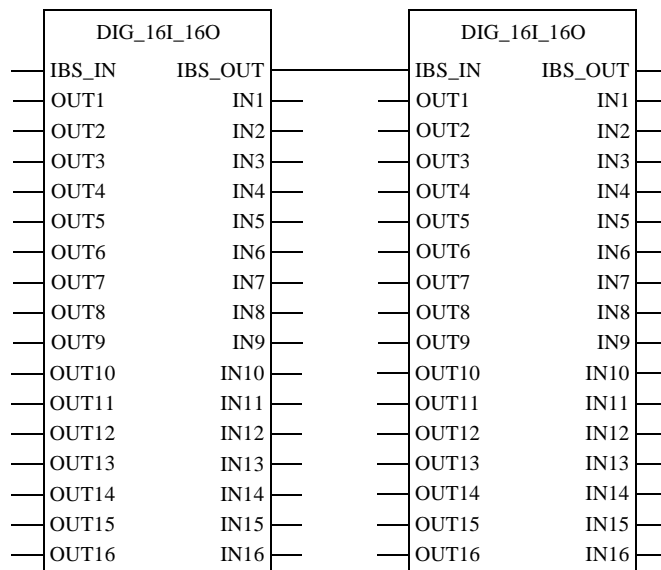 DIG_16I_16O DIG_16I_16O
IBS_IN IBS_OUT IBS_IN IBS_OUT
OUT1 IN1 OUT1 IN1
OUT2 IN2 OUT2 IN2
OUT3 IN3 OUT3 IN3
OUT4 IN4 OUT4 IN4
OUT5 IN5 OUT5 IN5
OUT6 IN6 OUT6 IN6
OUT7 IN7 OUT7 IN7
OUT8 IN8 OUT8 IN8
OUT9 IN9 OUT9 IN9
OUT10 IN10 OUT10 IN10
OUT11 IN11 OUT11 IN11
OUT12 IN12 OUT12 IN12
OUT13 IN13 OUT13 IN13
OUT14 IN14 OUT14 IN14
OUT15 IN15 OUT15 IN15
OUT16 IN16 OUT16 IN16